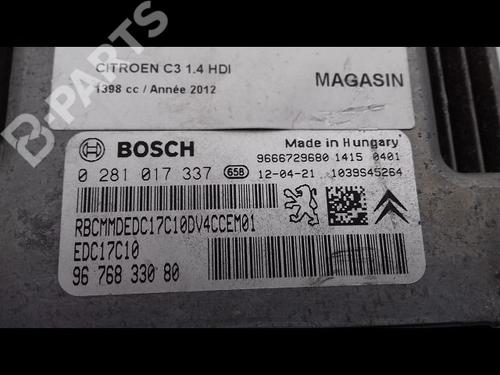 B-PARTS
CITROEN C3 1.4 HDI
1398 cc / Année 2012
MAGASIN
BOSCH
Made in Hungary
9666729680 1415 0401
0 281 017 337 658 12-04-21 1039S45264
RBCMMDEDC17C10DV4CCEM01
EDC17C10
96 768 330 80